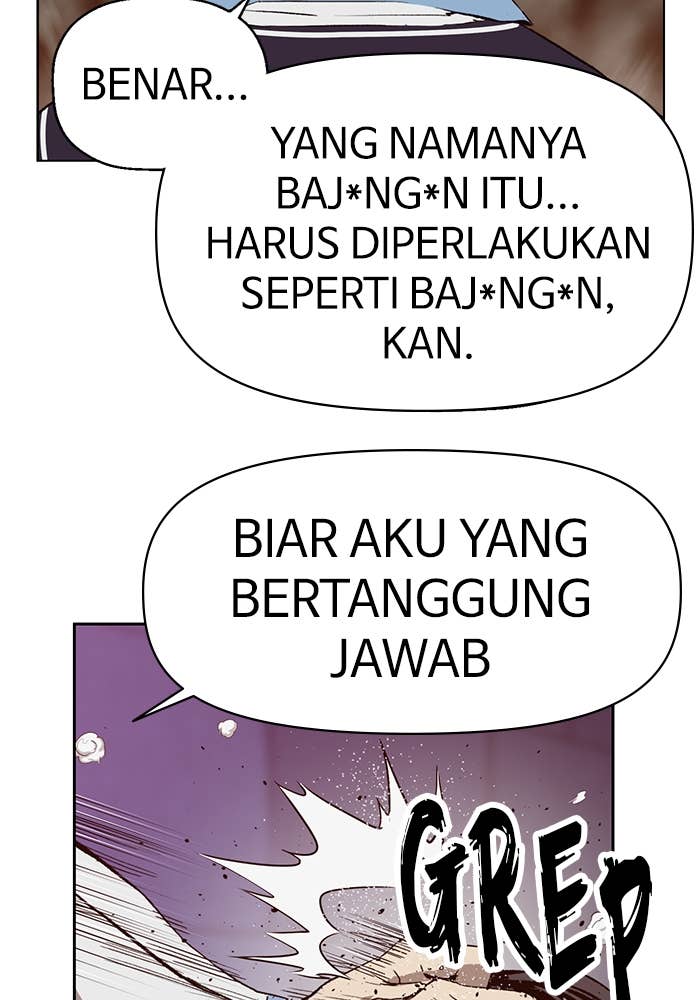 BENAR...
YANG NAMANYA
BAJ*NG*N ITU...
HARUS DIPERLAKUKAN
SEPERTI BAJ*NG*N,
KAN.
BIAR AKU YANG
BERTANGGUNG
JAWAB
GREP